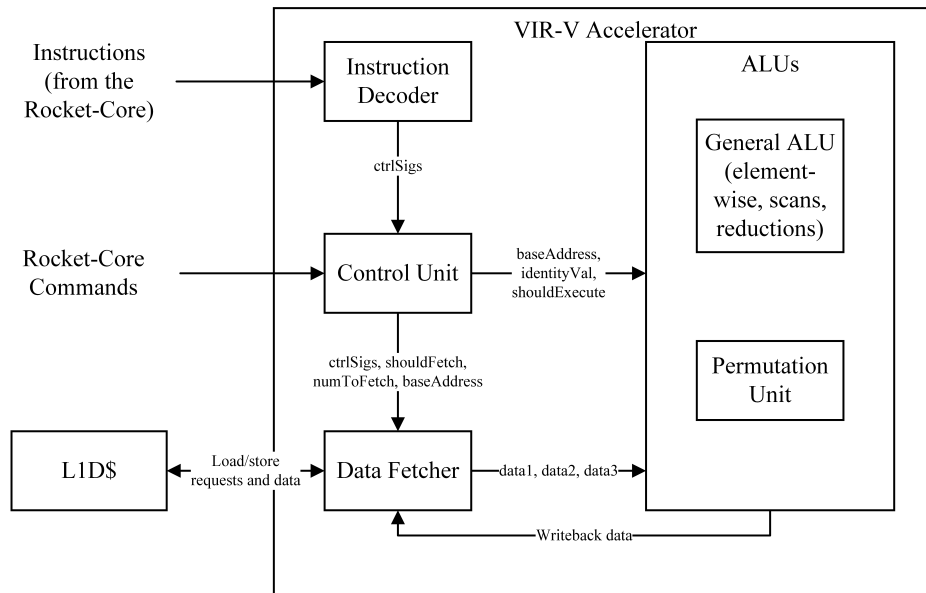 VIR-V Accelerator
Instructions
(from the
Rocket-Core)
Instruction
Decoder
ALUs
General ALU
(element-
wise, scans,
reductions)
ctrlSigs
Rocket-Core
Commands
Control Unit
baseAddress,
identityVal,
shouldExecute
ctrlSigs, shouldFetch,
numToFetch, baseAddress
Permutation
Unit
L1D$
Load/store
requests and data
Data Fetcher
data1, data2, data3
Writeback data